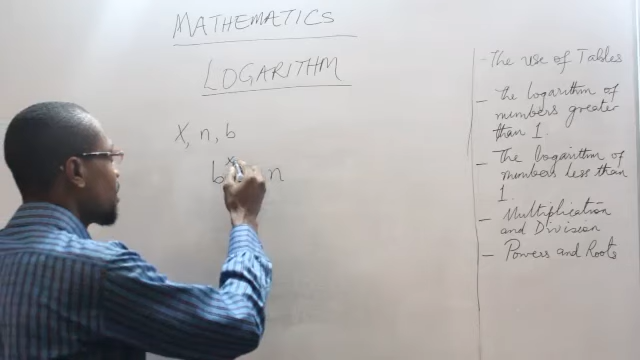 MATHEMATICS
LOGARITHM
X, n, b
b^x n
- The use of Tables
- The logarithm of
numbers greater
than 1.
- The logarithm of
numbers less than
1.
- Multiplication
and Division
- Powers and Roots